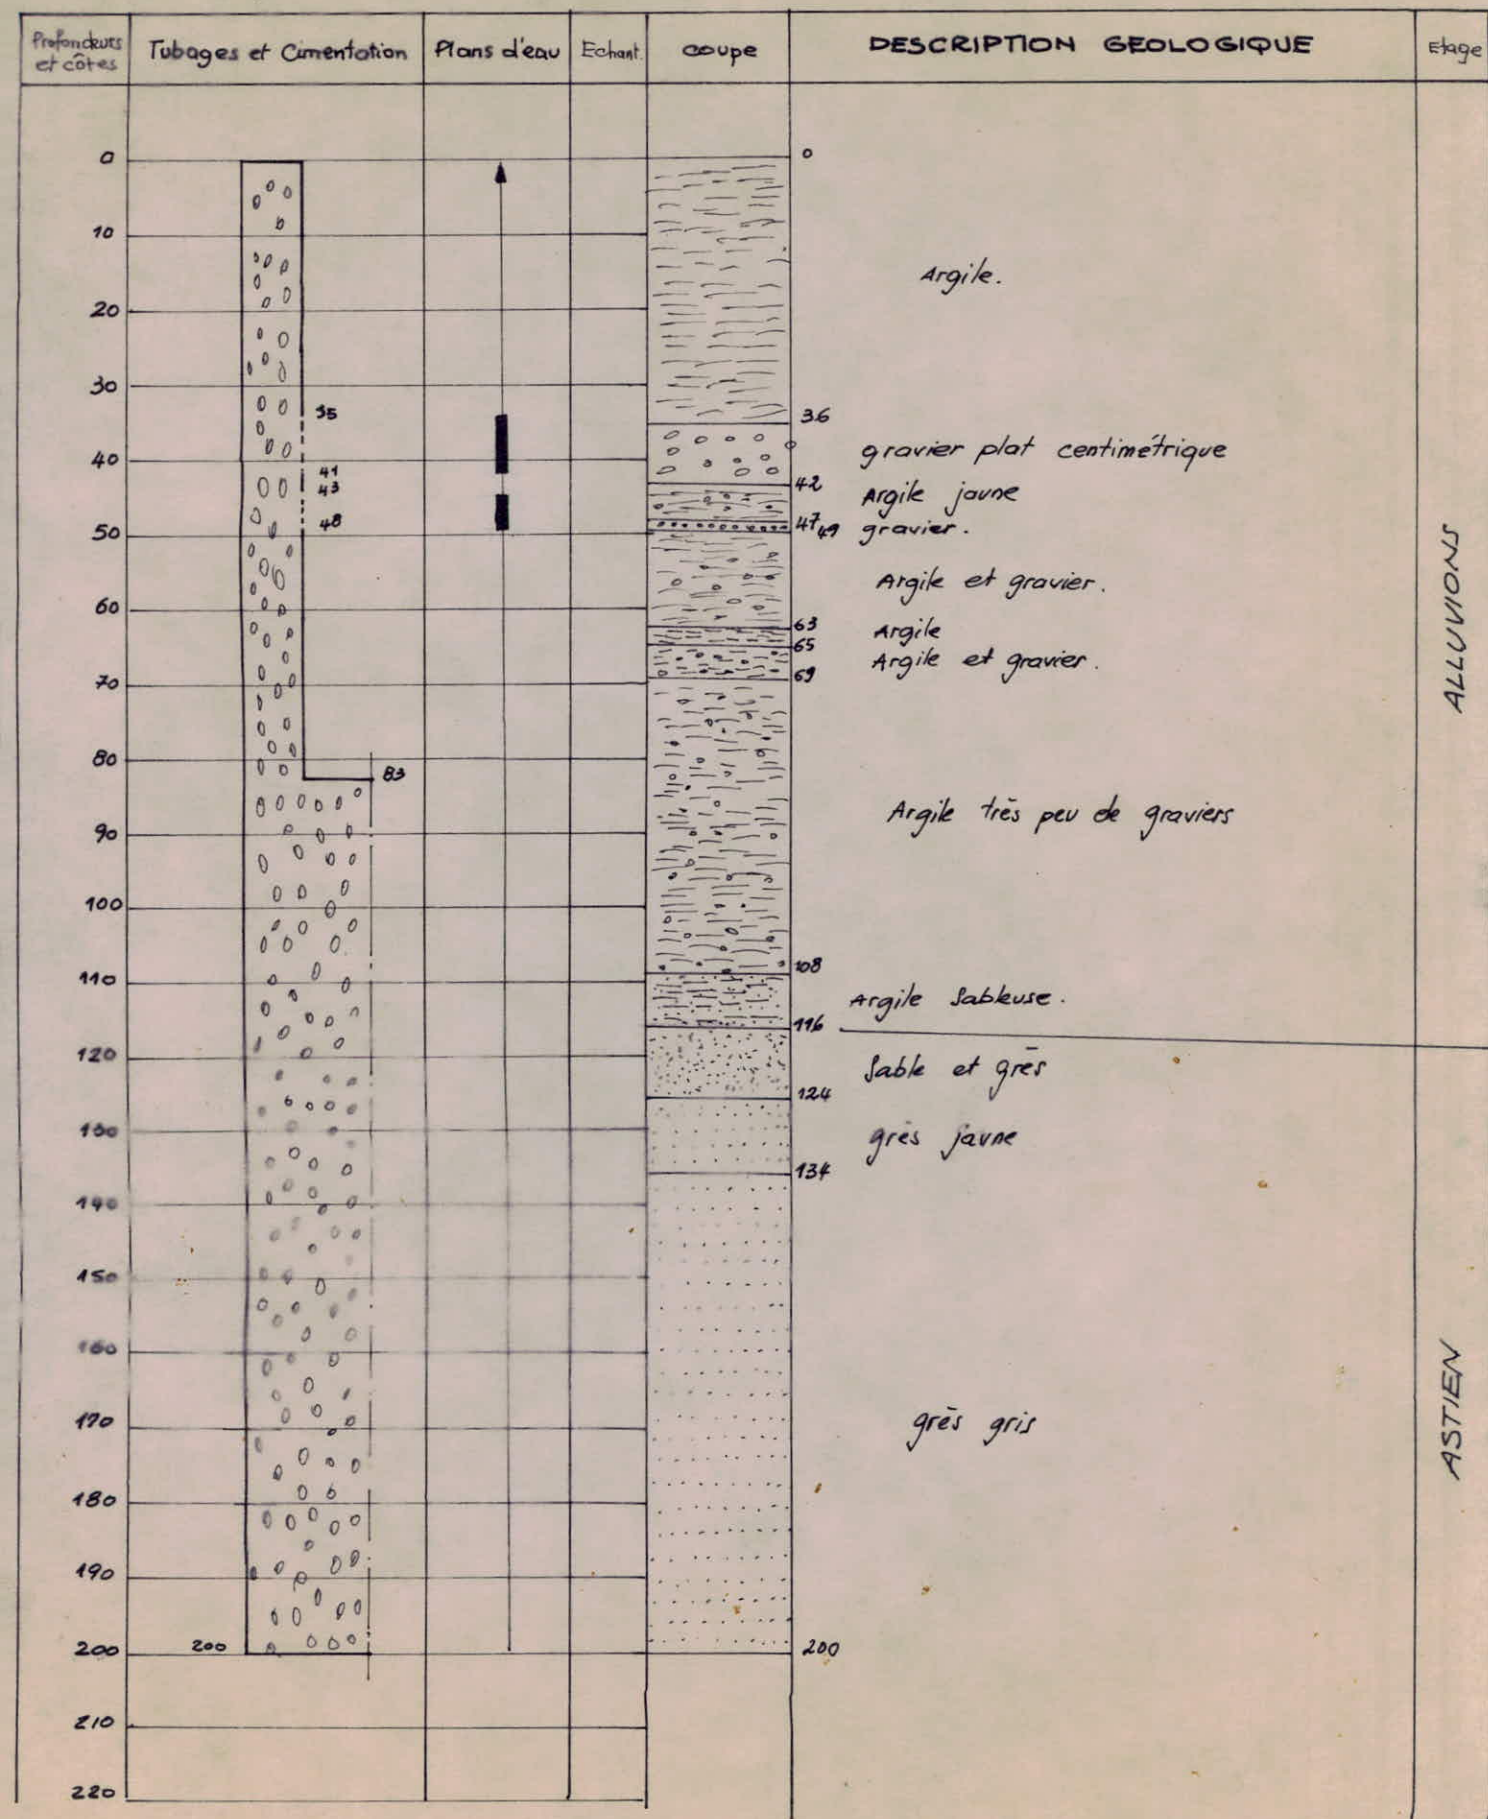 Profondeurs et côtes
Tubages et Cimentation
Plans d'eau
Echant.
coupe
DESCRIPTION GEOLOGIQUE
Etage
0
0
10
Argile.
20
30
35
36
gravier plat centimétrique
40
41
43
42
Argile jaune
48
47
49
gravier.
50
Argile et gravier.
60
63
Argile
65
Argile et gravier.
69
70
80
83
Argile très peu de graviers
90
100
108
110
Argile Sableuse.
116
ALLUVIONS
120
Sable et grès
124
130
grès jaune
134
140
150
160
170
grès gris
ASTIEN
180
190
200
200
200
210
220